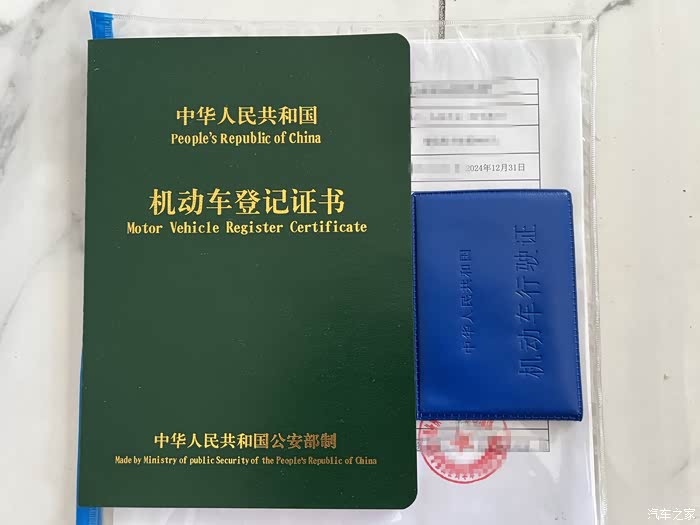 中华人民共和国
People's Republic of China
机动车登记证书
Motor Vehicle Register Certificate
中华人民共和国公安部制
Made by Ministry of public Security of the People's Republic of China
2024年12月31日
中华人民共和国
机动车行驶证
汽车之家